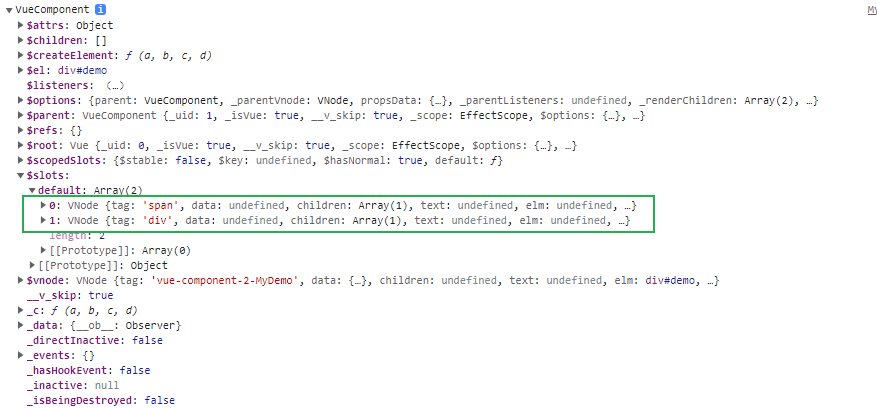 VueComponent i
$attrs: Object
$children: []
$createElement: ƒ (a, b, c, d)
$el: div#demo
$listeners: (…)
$options: {parent: VueComponent, _parentVnode: VNode, propsData: {…}, _parentListeners: undefined, _renderChildren: Array(2), …}
$parent: VueComponent {_uid: 1, _isVue: true, __v_skip: true, _scope: EffectScope, $options: {…}, …}
$refs: {}
$root: Vue {_uid: 0, _isVue: true, __v_skip: true, _scope: EffectScope, $options: {…}, …}
$scopedSlots: {$stable: false, $key: undefined, $hasNormal: true, default: ƒ}
$slots:
default: Array(2)
0: VNode {tag: 'span', data: undefined, children: Array(1), text: undefined, elm: undefined, …}
1: VNode {tag: 'div', data: undefined, children: Array(1), text: undefined, elm: undefined, …}
length: 2
[[Prototype]]: Array(0)
[[Prototype]]: Object
$vnode: VNode {tag: 'vue-component-2-MyDemo', data: {…}, children: undefined, text: undefined, elm: div#demo, …}
__v_skip: true
_c: ƒ (a, b, c, d)
_data: {__ob__: Observer}
_directInactive: false
_events: {}
_hasHookEvent: false
_inactive: null
_isBeingDestroyed: false